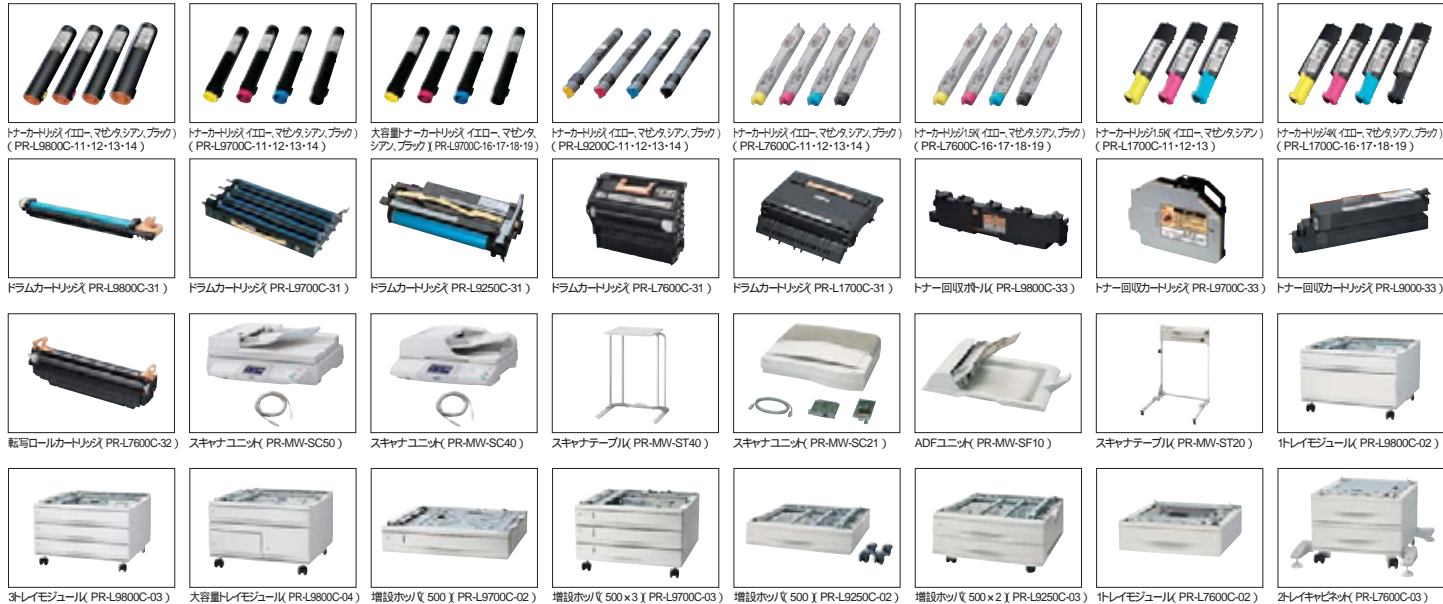 トナーカートリッジ(イエロー、マゼンタ、シアン、ブラック)
(PR-L9800C-11・12・13・14)
トナーカートリッジ(イエロー、マゼンタ、シアン、ブラック)
(PR-L9700C-11・12・13・14)
大容量トナーカートリッジ(イエロー、マゼンタ、
シアン、ブラック)(PR-L9700C-16・17・18・19)
トナーカートリッジ(イエロー、マゼンタ、シアン、ブラック)
(PR-L9200C-11・12・13・14)
トナーカートリッジ(イエロー、マゼンタ、シアン、ブラック)
(PR-L7600C-11・12・13・14)
トナーカートリッジ1.5K(イエロー、マゼンタ、シアン、ブラック)
(PR-L7600C-16・17・18・19)
トナーカートリッジ1.5K(イエロー、マゼンタ、シアン)
(PR-L1700C-11・12・13)
トナーカートリッジ4K(イエロー、マゼンタ、シアン、ブラック)
(PR-L1700C-16・17・18・19)
ドラムカートリッジ(PR-L9800C-31)
ドラムカートリッジ(PR-L9700C-31)
ドラムカートリッジ(PR-L9250C-31)
ドラムカートリッジ(PR-L7600C-31)
ドラムカートリッジ(PR-L1700C-31)
トナー回収ボトル(PR-L9800C-33)
トナー回収カートリッジ(PR-L9700C-33)
トナー回収カートリッジ(PR-L9000-33)
転写ロールカートリッジ(PR-L7600C-32)
スキャナユニット(PR-MW-SC50)
スキャナユニット(PR-MW-SC40)
スキャナテーブル(PR-MW-ST40)
スキャナユニット(PR-MW-SC21)
ADFユニット(PR-MW-SF10)
スキャナテーブル(PR-MW-ST20)
1トレイモジュール(PR-L9800C-02)
3トレイモジュール(PR-L9800C-03)
大容量トレイモジュール(PR-L9800C-04)
増設ホッパ(500)(PR-L9700C-02)
増設ホッパ(500×3)(PR-L9700C-03)
増設ホッパ(500)(PR-L9250C-02)
増設ホッパ(500×2)(PR-L9250C-03)
1トレイモジュール(PR-L7600C-02)
2トレイキャビネット(PR-L7600C-03)